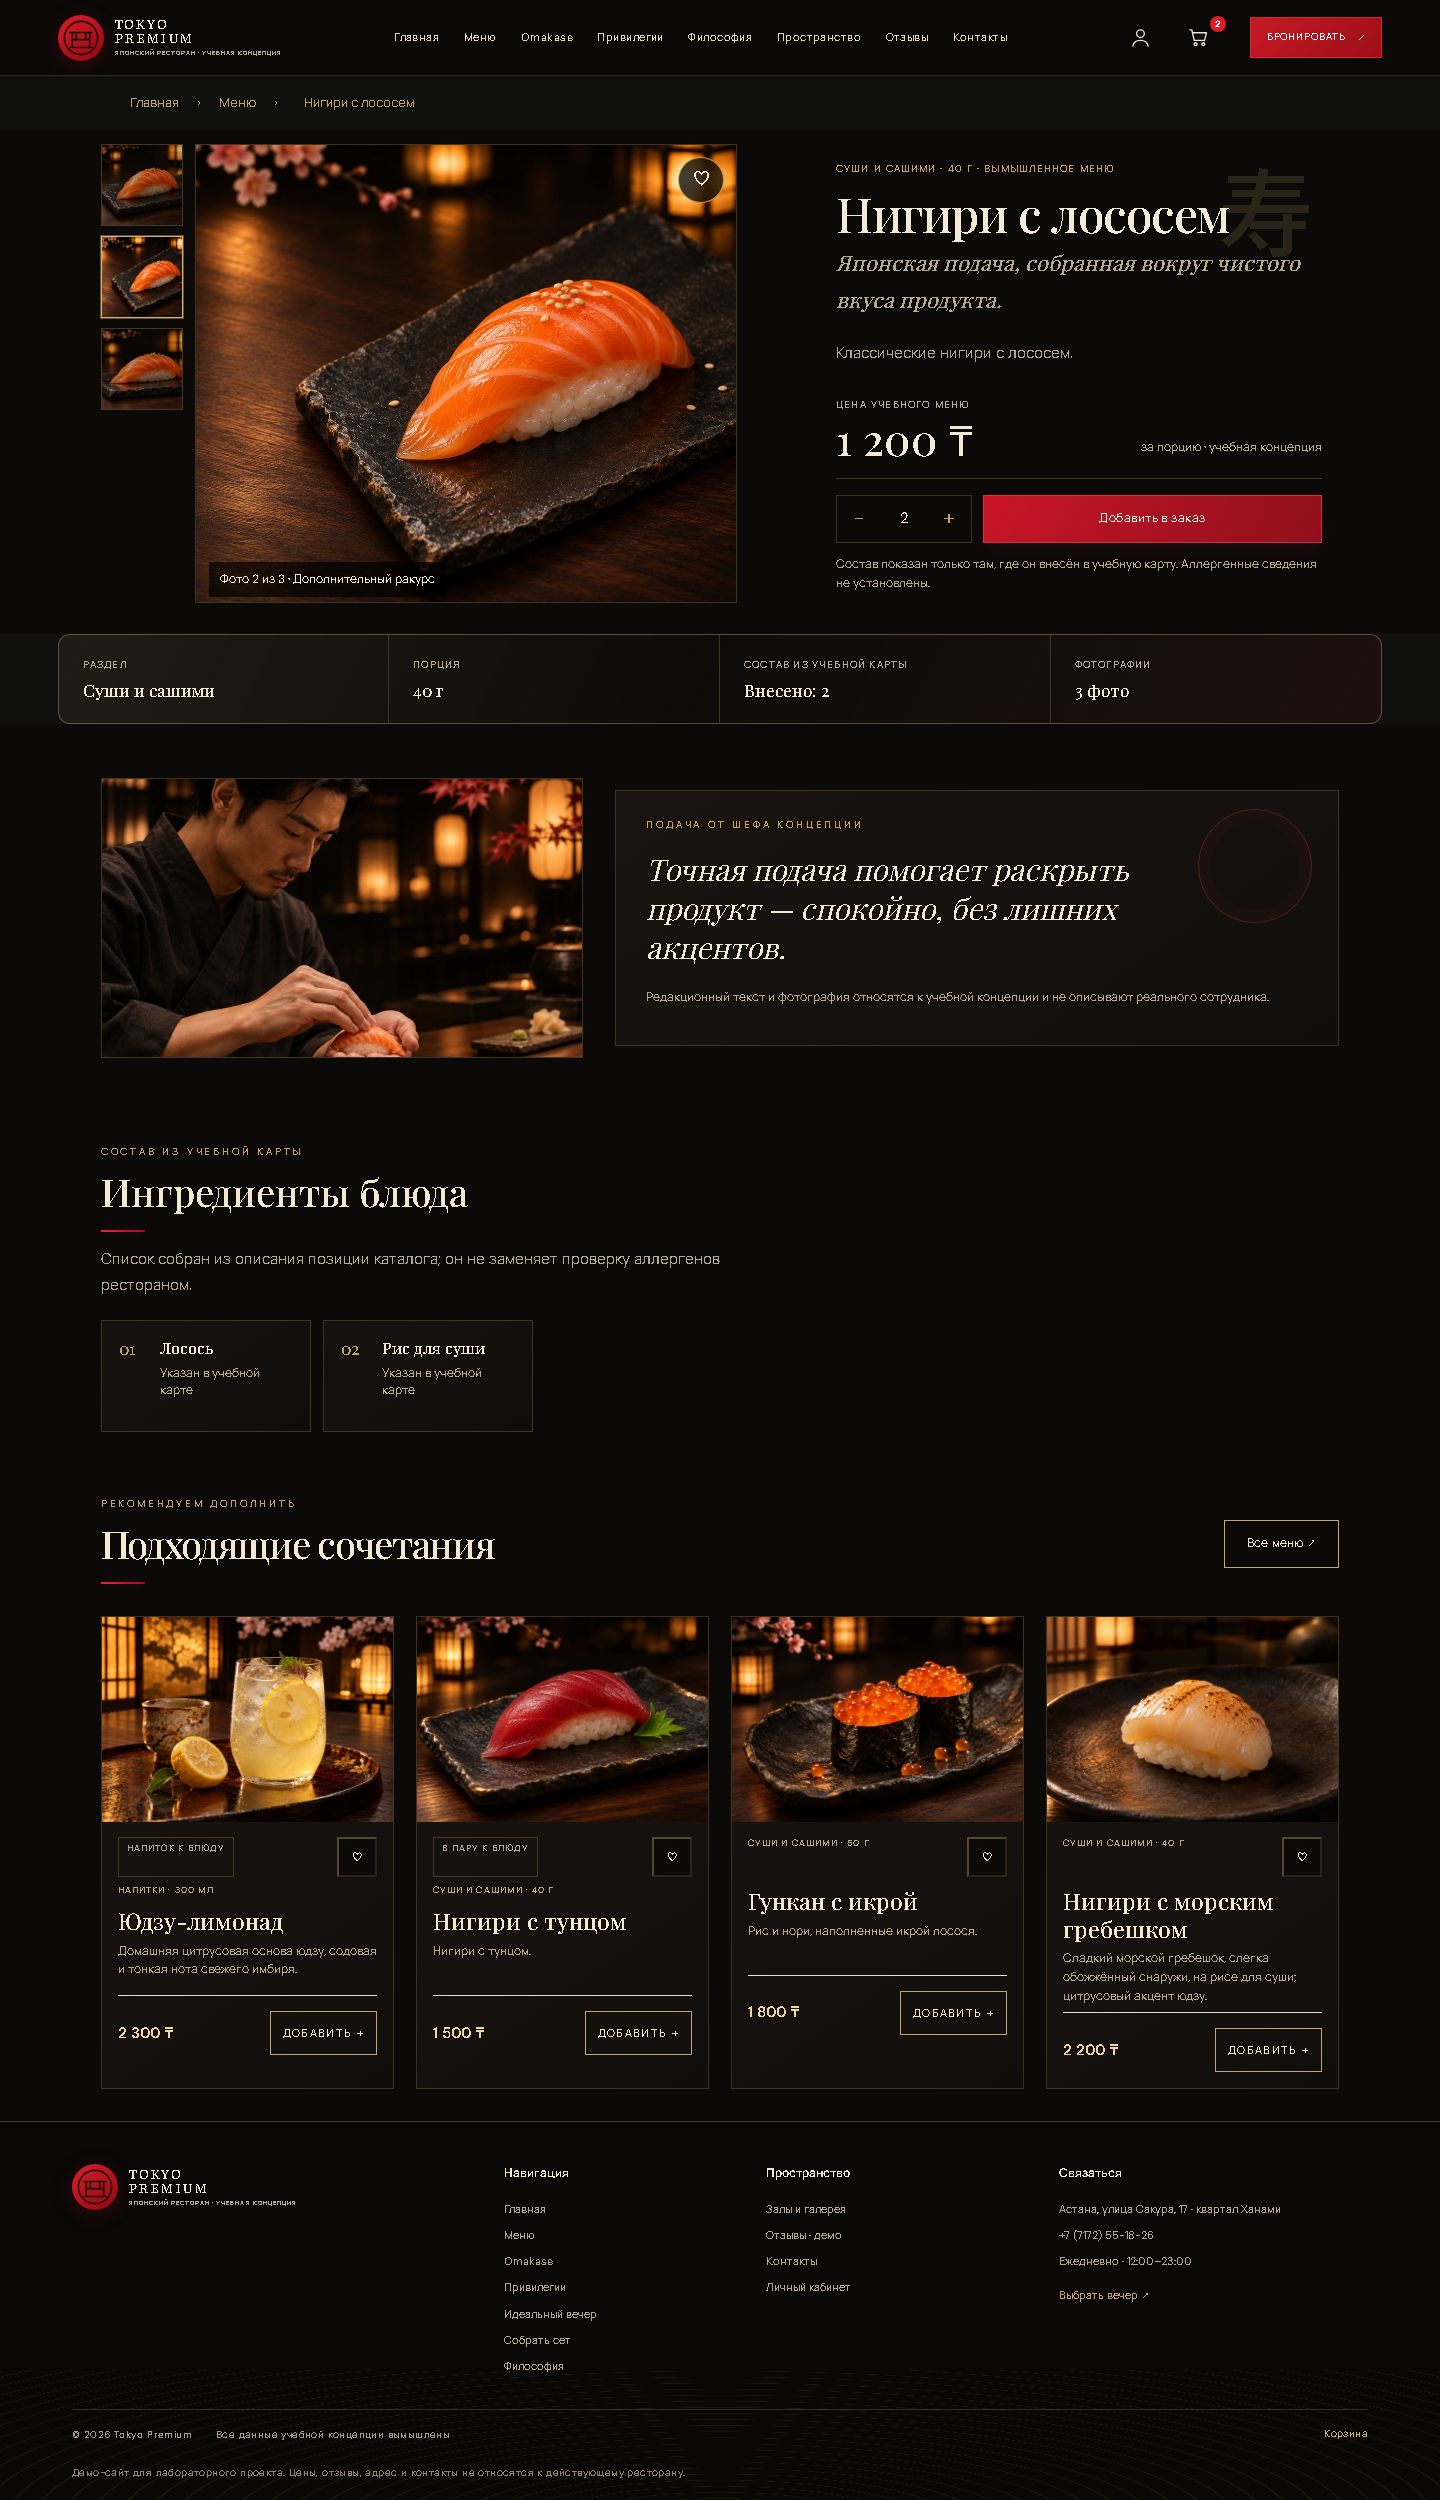 TOKYO
PREMIUM
ЯПОНСКИЙ РЕСТОРАН · УЧЕБНАЯ КОНЦЕПЦИЯ
Главная Меню Omakase Привилегии Философия Пространство Отзывы Контакты
2
БРОНИРОВАТЬ ↗
Главная › Меню › Нигири с лососем
СУШИ И САШИМИ · 40 Г · ВЫМЫШЛЕННОЕ МЕНЮ
寿
Нигири с лососем
Японская подача, собранная вокруг чистого
вкуса продукта.
Классические нигири с лососем.
ЦЕНА УЧЕБНОГО МЕНЮ
1 200 ₸
за порцию · учебная концепция
− 2 +
Добавить в заказ
Состав показан только там, где он внесён в учебную карту. Аллергенные сведения
не установлены.
Фото 2 из 3 · Дополнительный ракурс
РАЗДЕЛ
Суши и сашими
ПОРЦИЯ
40 г
СОСТАВ ИЗ УЧЕБНОЙ КАРТЫ
Внесено: 2
ФОТОГРАФИИ
3 фото
ПОДАЧА ОТ ШЕФА КОНЦЕПЦИИ
Точная подача помогает раскрыть
продукт — спокойно, без лишних
акцентов.
Редакционный текст и фотография относятся к учебной концепции и не описывают реального сотрудника.
СОСТАВ ИЗ УЧЕБНОЙ КАРТЫ
Ингредиенты блюда
Список собран из описания позиции каталога; он не заменяет проверку аллергенов
рестораном.
01 Лосось
Указан в учебной
карте
02 Рис для суши
Указан в учебной
карте
РЕКОМЕНДУЕМ ДОПОЛНИТЬ
Подходящие сочетания
Все меню ↗
НАПИТОК К БЛЮДУ
НАПИТКИ · 300 МЛ
Юдзу-лимонад
Домашняя цитрусовая основа юдзу, содовая
и тонкая нота свежего имбиря.
2 300 ₸
ДОБАВИТЬ +
В ПАРУ К БЛЮДУ
СУШИ И САШИМИ · 40 Г
Нигири с тунцом
Нигири с тунцом.
1 500 ₸
ДОБАВИТЬ +
СУШИ И САШИМИ · 50 Г
Гункан с икрой
Рис и нори, наполненные икрой лосося.
1 800 ₸
ДОБАВИТЬ +
СУШИ И САШИМИ · 40 Г
Нигири с морским
гребешком
Сладкий морской гребешок, слегка
обожжённый снаружи, на рисе для суши;
цитрусовый акцент юдзу.
2 200 ₸
ДОБАВИТЬ +
TOKYO
PREMIUM
ЯПОНСКИЙ РЕСТОРАН · УЧЕБНАЯ КОНЦЕПЦИЯ
Навигация
Главная
Меню
Omakase
Привилегии
Идеальный вечер
Собрать сет
Философия
Пространство
Залы и галерея
Отзывы · демо
Контакты
Личный кабинет
Связаться
Астана, улица Сакура, 17 · квартал Ханами
+7 (7172) 55-18-26
Ежедневно · 12:00–23:00
Выбрать вечер ↗
© 2026 Tokyo Premium Все данные учебной концепции вымышлены
Корзина
Демо-сайт для лабораторного проекта. Цены, отзывы, адрес и контакты не относятся к действующему ресторану.